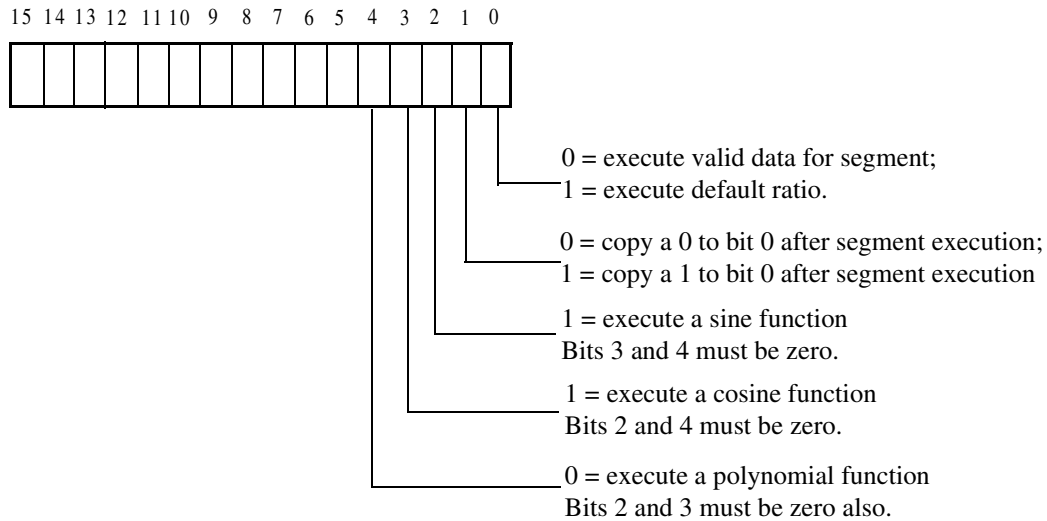 15 14 13 12 11 10 9 8 7 6 5 4 3 2 1 0
0 = execute valid data for segment;
1 = execute default ratio.
0 = copy a 0 to bit 0 after segment execution;
1 = copy a 1 to bit 0 after segment execution
1 = execute a sine function
Bits 3 and 4 must be zero.
1 = execute a cosine function
Bits 2 and 4 must be zero.
0 = execute a polynomial function
Bits 2 and 3 must be zero also.